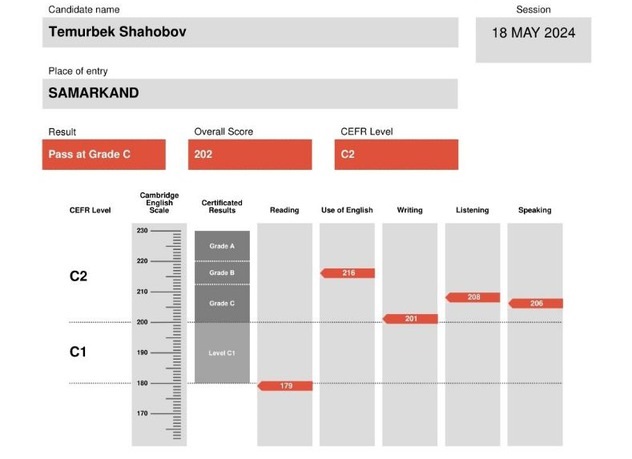 Candidate name
Session
Temurbek Shahobov
18 MAY 2024
Place of entry
SAMARKAND
Result
Overall Score
CEFR Level
Pass at Grade C
202
C2
CEFR Level
Cambridge
English
Scale
Certificated
Results
Reading
Use of English
Writing
Listening
Speaking
230
Grade A
220
C2
Grade B
216
210
Grade C
208
206
201
200
C1
190
Level C1
180
179
170